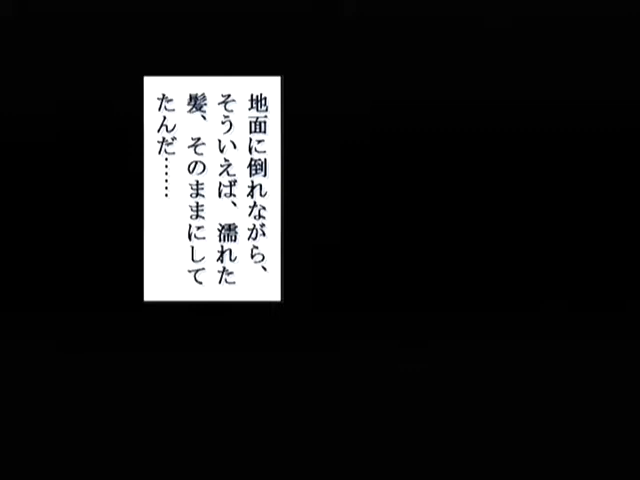 地面に倒れながら、
そういえば、濡れた
髪、そのままにして
たんだ……